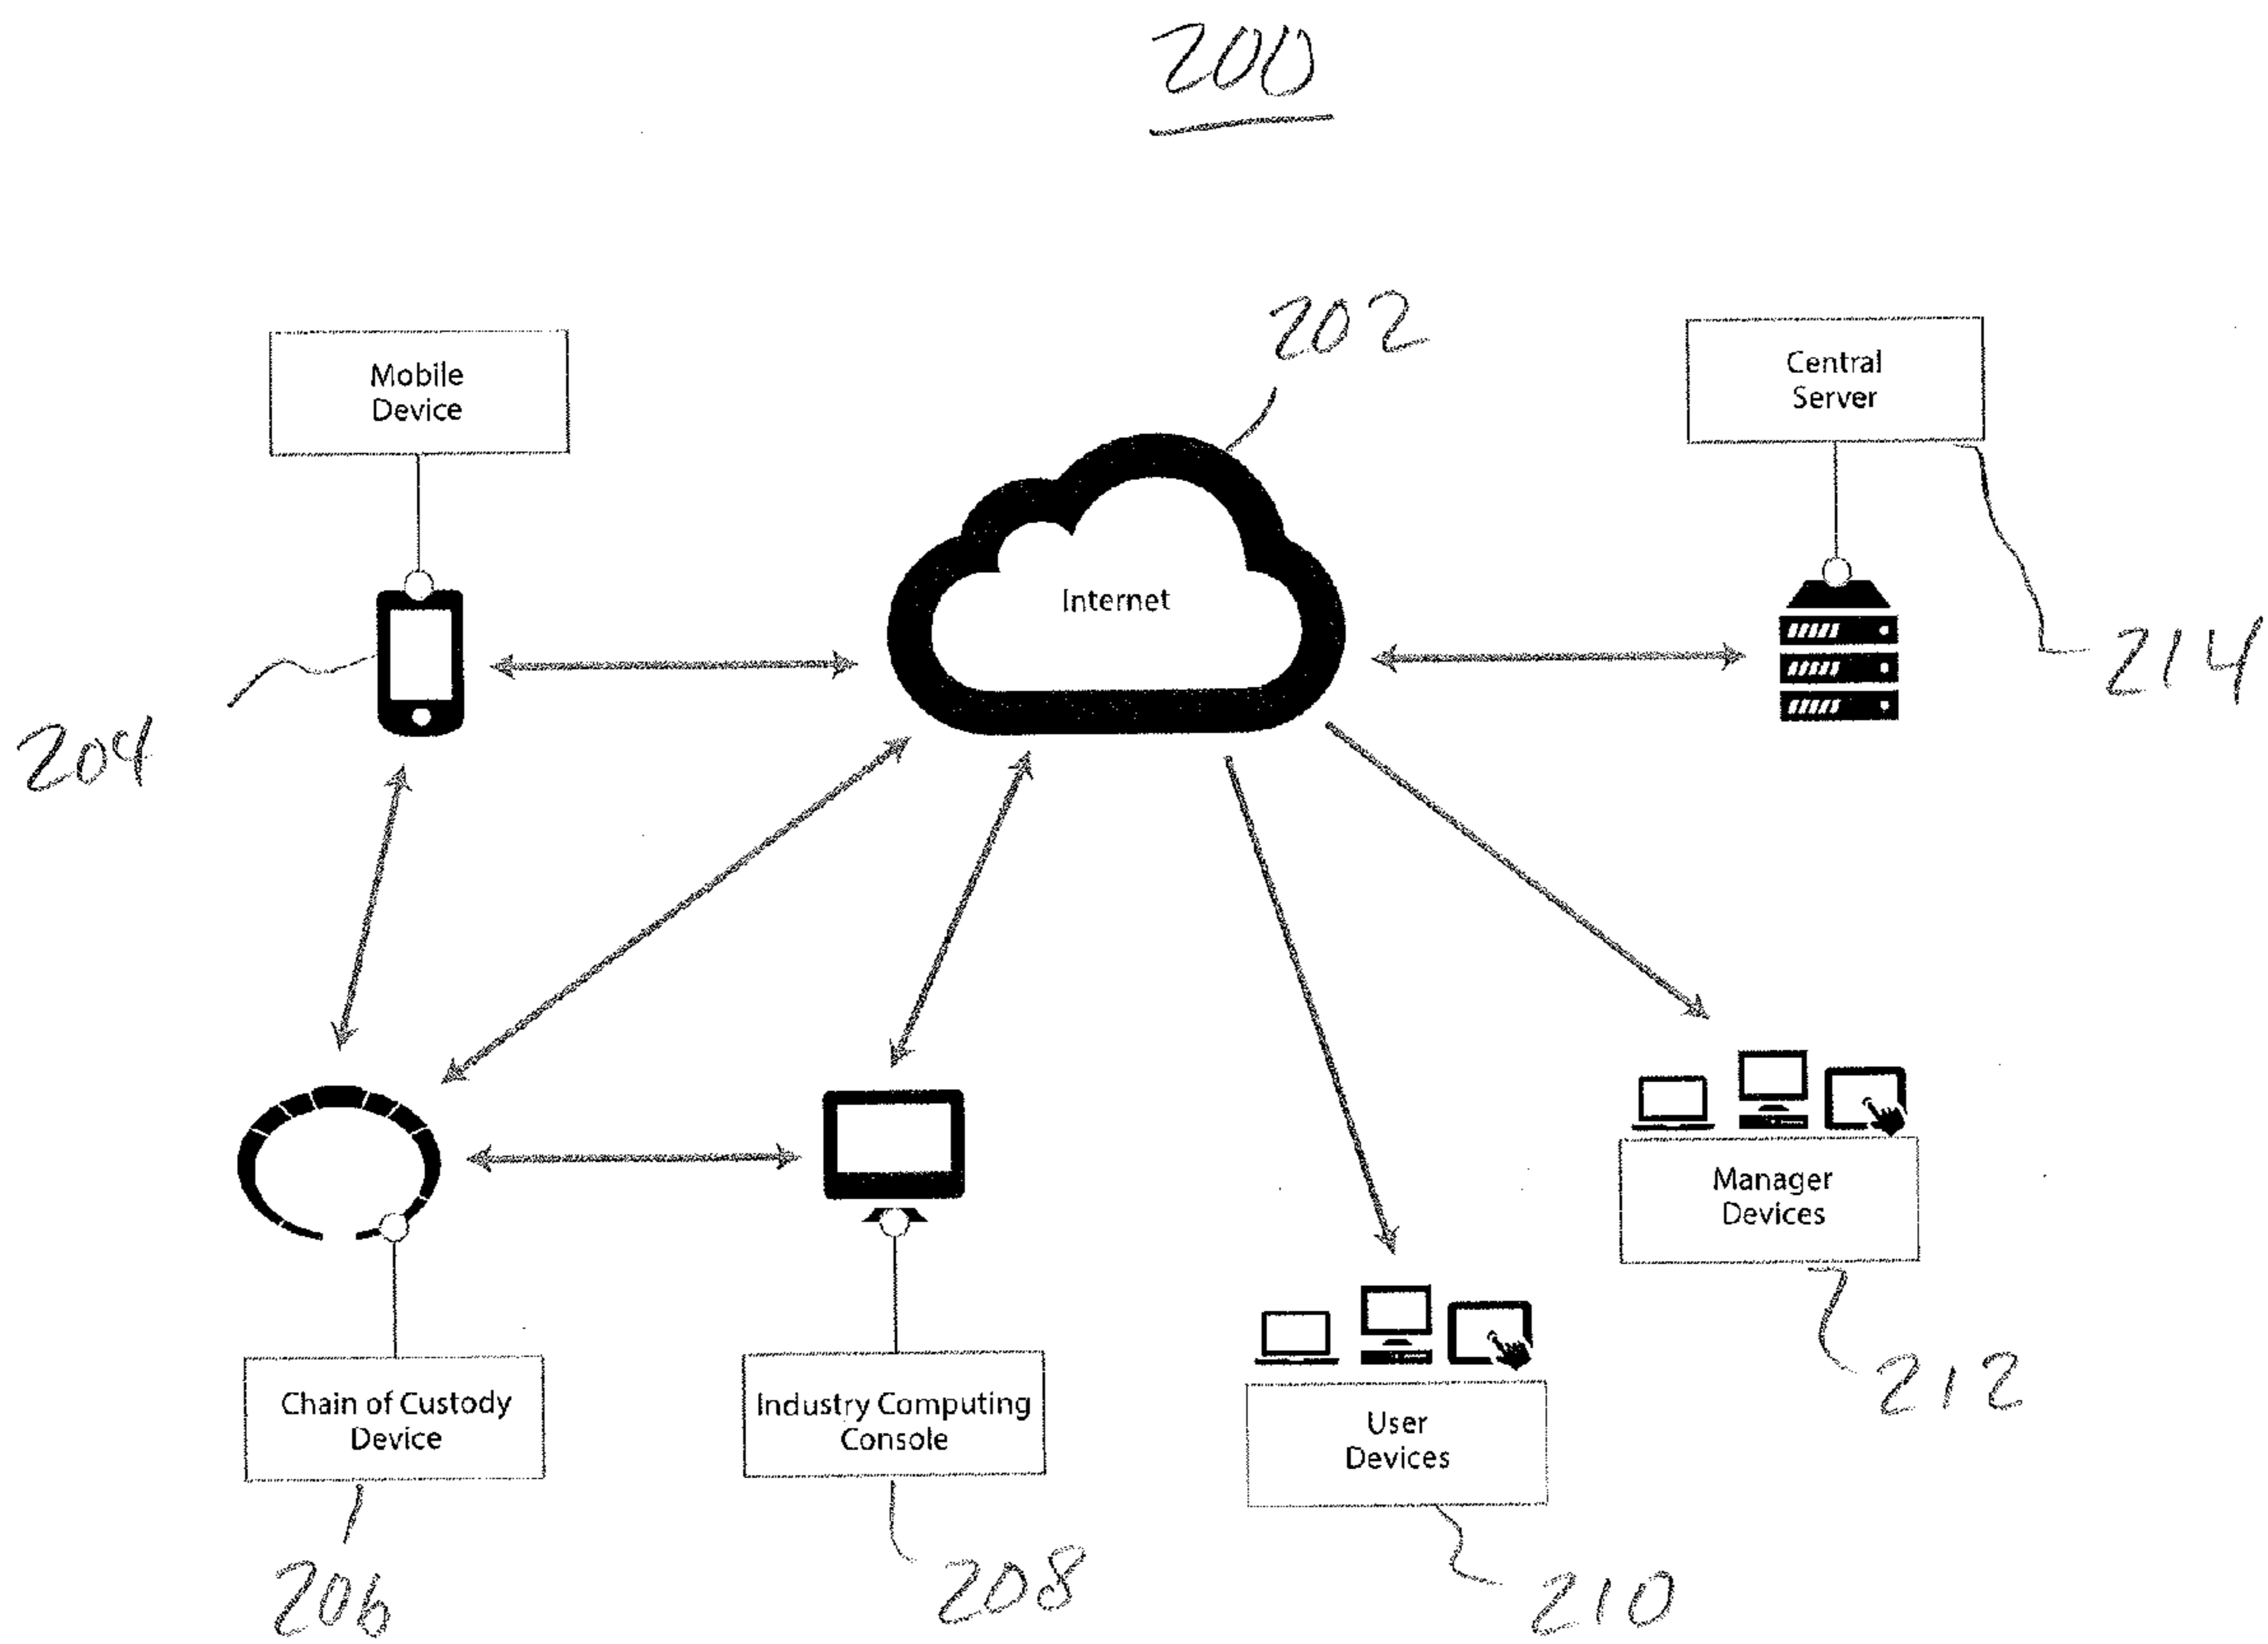 200
202
Mobile
Device
Central
Server
Internet
214
204
Manager
Devices
212
Chain of Custody
Device
Industry Computing
Console
User
Devices
206
208
210